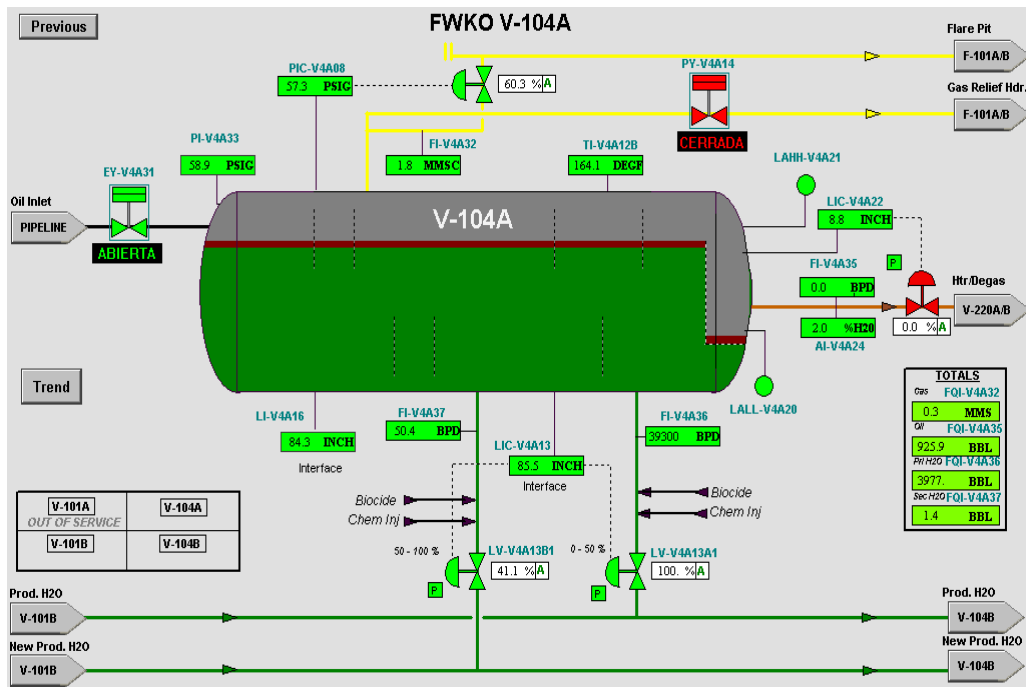 Previous
FWKO V-104A
Flare Pit
F-101A/B
PIC-V4A08
57.3 PSIG
60.3 %A
PY-V4A14
CERRADA
Gas Relief Hdr.
F-101A/B
PI-V4A33
58.9 PSIG
FI-V4A32
1.8 MMSC
TI-V4A12B
164.1 DEGF
LAHH-V4A21
EY-V4A31
ABIERTA
Oil Inlet
PIPELINE
V-104A
LIC-V4A22
8.8 INCH
FI-V4A35
0.0 BPD
P
2.0 %H20
AI-V4A24
0.0 %A
Htr/Degas
V-220A/B
Trend
LI-V4A16
84.3 INCH
Interface
FI-V4A37
50.4 BPD
LIC-V4A13
85.5 INCH
Interface
FI-V4A36
39300 BPD
LALL-V4A20
TOTALS
Gas FQI-V4A32
0.3 MMS
Oil FQI-V4A35
925.9 BBL
Pri H2O FQI-V4A36
3977. BBL
Sec H2O FQI-V4A37
1.4 BBL
V-101A
OUT OF SERVICE
V-104A
V-101B
V-104B
Biocide
Chem Inj
Biocide
Chem Inj
50 - 100 %
LV-V4A13B1
41.1 %A
P
0 - 50 %
LV-V4A13A1
100. %A
P
Prod. H2O
V-101B
Prod. H2O
V-104B
New Prod. H2O
V-101B
New Prod. H2O
V-104B